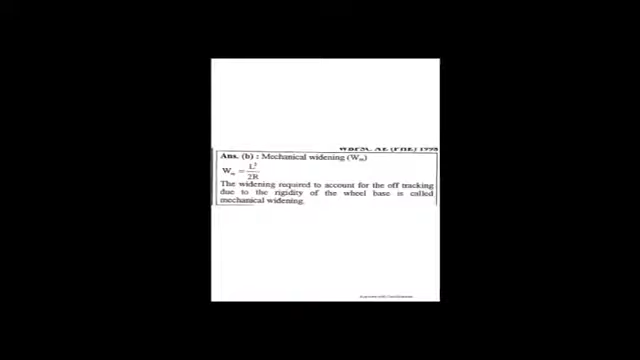 WBPSC AE (PHE) 1998
Ans. (b) : Mechanical widening (Wm)
Wm = L²/2R
The widening required to account for the off tracking
due to the rigidity of the wheel base is called
mechanical widening.